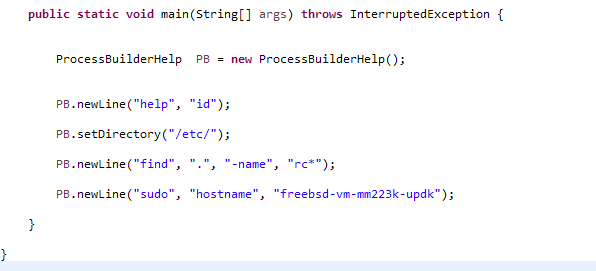 public static void main(String[] args) throws InterruptedException {
ProcessBuilderHelp  PB = new ProcessBuilderHelp();
PB.newLine("help", "id");
PB.setDirectory("/etc/");
PB.newLine("find", ".", "-name", "rc*");
PB.newLine("sudo", "hostname", "freebsd-vm-mm223k-updk");
}
}